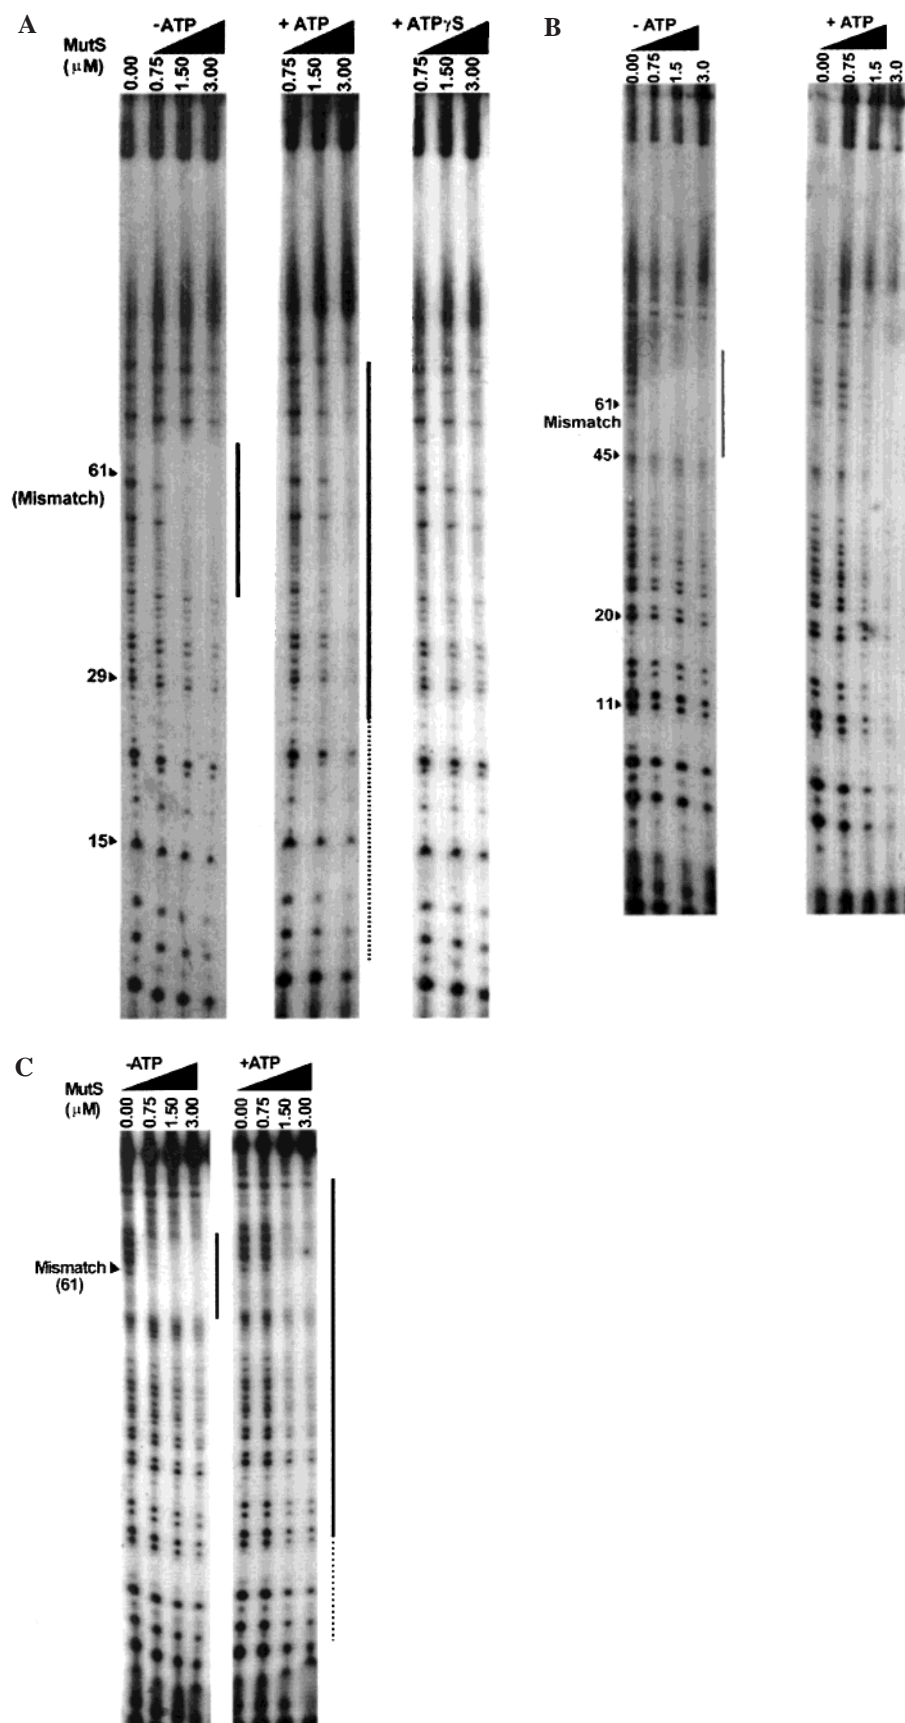 A
-ATP
+ ATP
+ ATPγS
MutS
(μM)
0.00
0.75
1.50
3.00
0.75
1.50
3.00
0.75
1.50
3.00
61
(Mismatch)
29
15
B
- ATP
+ ATP
0.00
0.75
1.5
3.0
0.00
0.75
1.5
3.0
61
Mismatch
45
20
11
C
-ATP
+ATP
MutS
(μM)
0.00
0.75
1.50
3.00
0.00
0.75
1.50
3.00
Mismatch
(61)